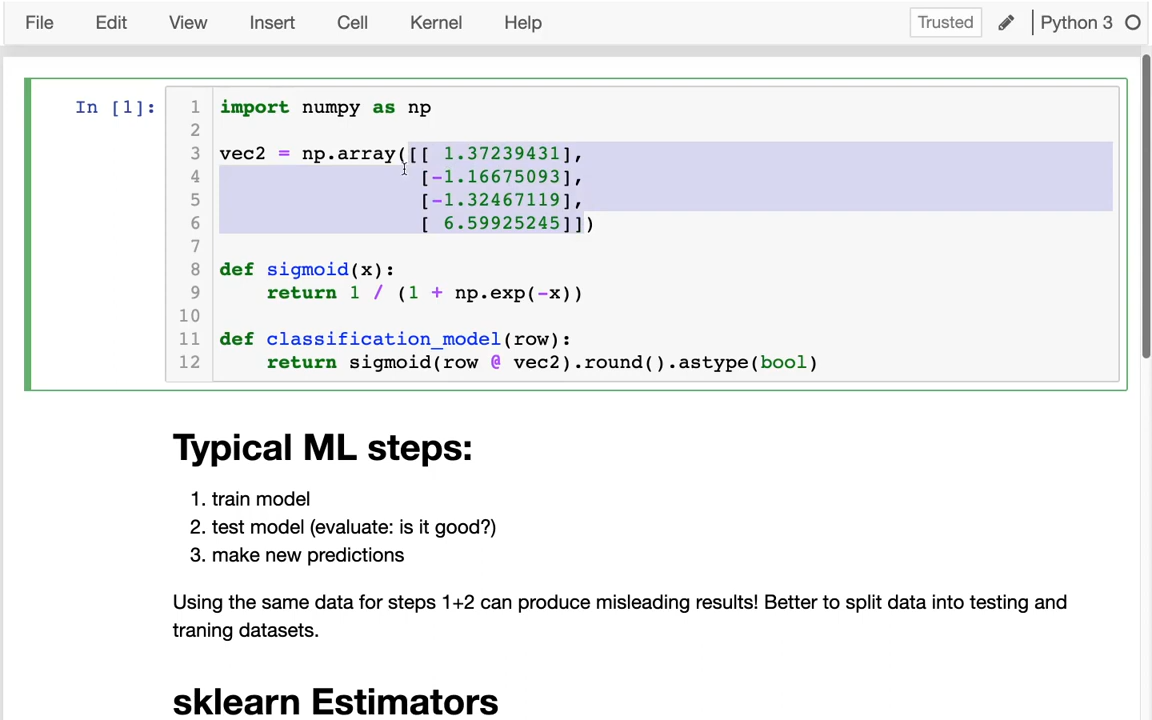 File Edit View Insert Cell Kernel Help Trusted Python 3
In [1]:
1 import numpy as np
2
3 vec2 = np.array([[ 1.37239431],
4                  [-1.16675093],
5                  [-1.32467119],
6                  [ 6.59925245]])
7
8 def sigmoid(x):
9     return 1 / (1 + np.exp(-x))
10
11 def classification_model(row):
12     return sigmoid(row @ vec2).round().astype(bool)
Typical ML steps:
1. train model
2. test model (evaluate: is it good?)
3. make new predictions
Using the same data for steps 1+2 can produce misleading results! Better to split data into testing and
traning datasets.
sklearn Estimators